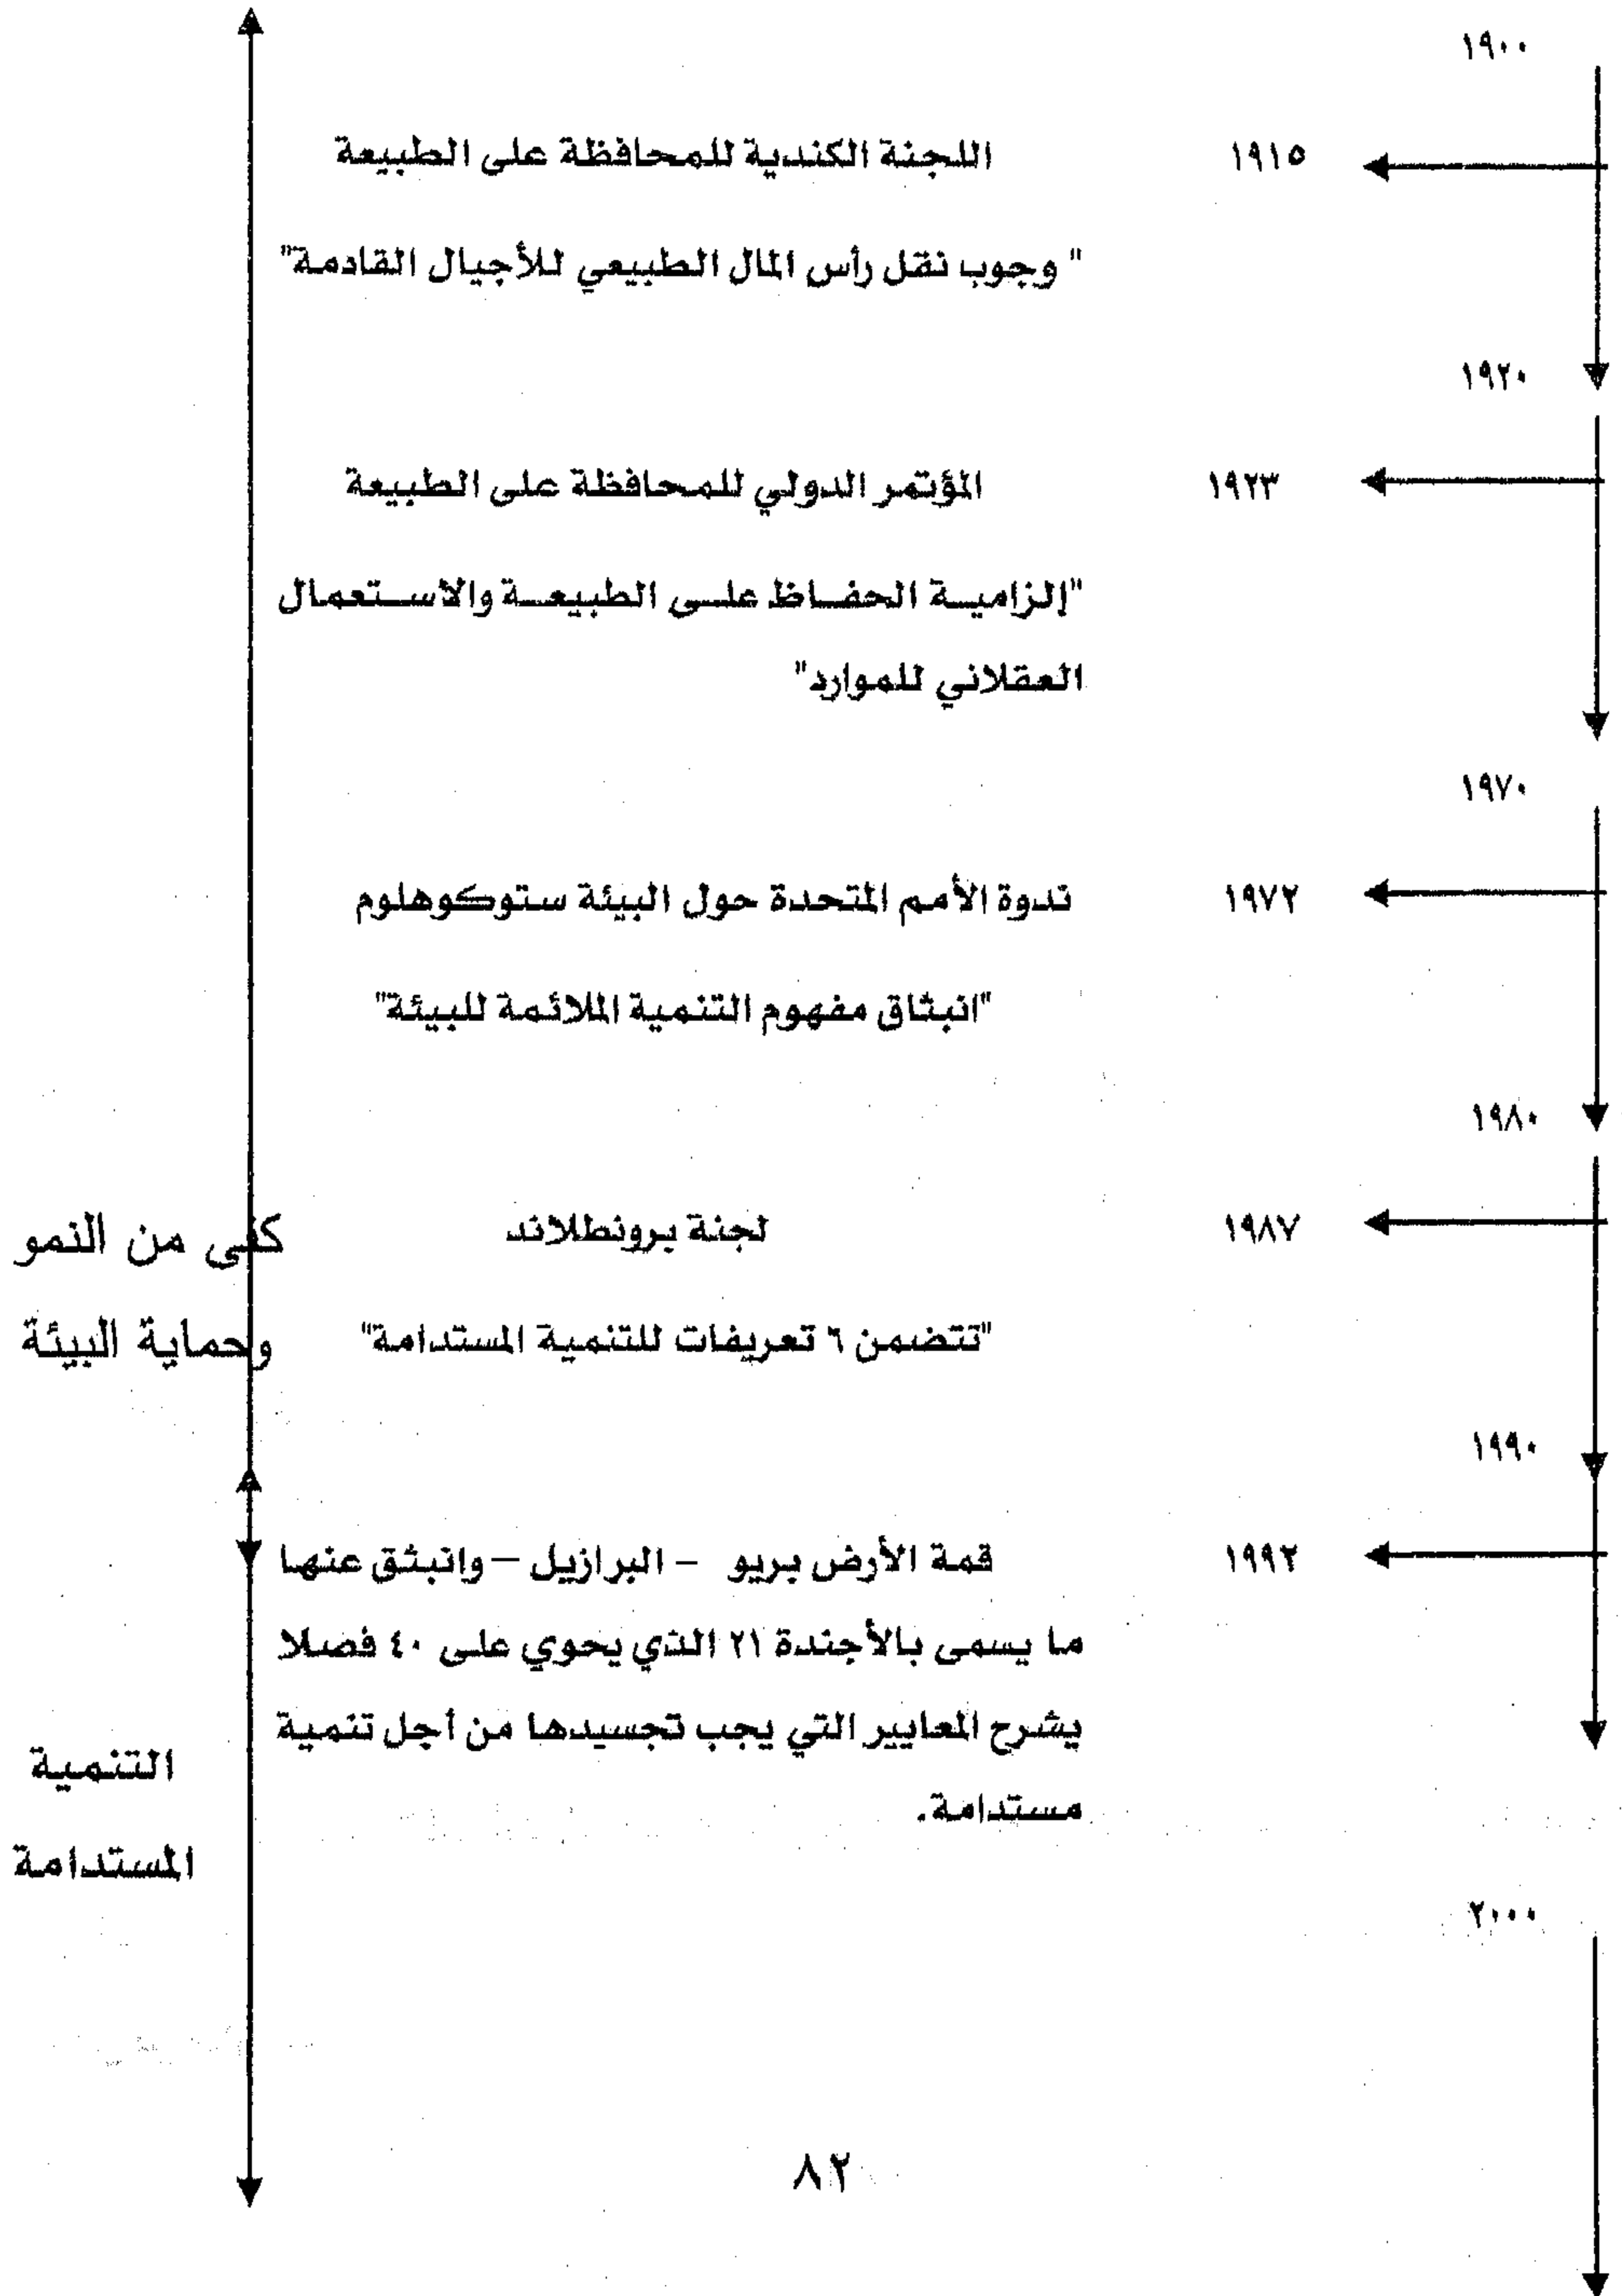 ١٩٠٠
١٩١٥ اللجنة الكندية للمحافظة على الطبيعة
" وجوب نقل رأس المال الطبيعي للأجيال القادمة"
١٩٢٠
١٩٢٣ المؤتمر الدولي للمحافظة على الطبيعة
"إلزامية الحفاظ على الطبيعة والاستعمال
العقلاني للموارد"
١٩٧٠
١٩٧٢ ندوة الأمم المتحدة حول البيئة ستوكوهلوم
"انبثاق مفهوم التنمية الملائمة للبيئة"
١٩٨٠
١٩٨٧ لجنة برونطلاند كفى من النمو
"تتضمن ٦ تعريفات للتنمية المستدامة" وحماية البيئة
١٩٩٠
١٩٩٢ قمة الأرض بريو - البرازيل – وانبثق عنها
ما يسمى بالأجندة ٢١ الذي يحوي على ٤٠ فصلا
يشرح المعايير التي يجب تجسيدها من أجل تنمية
التنمية
مستدامة.
المستدامة
٢٠٠٠
٨٢